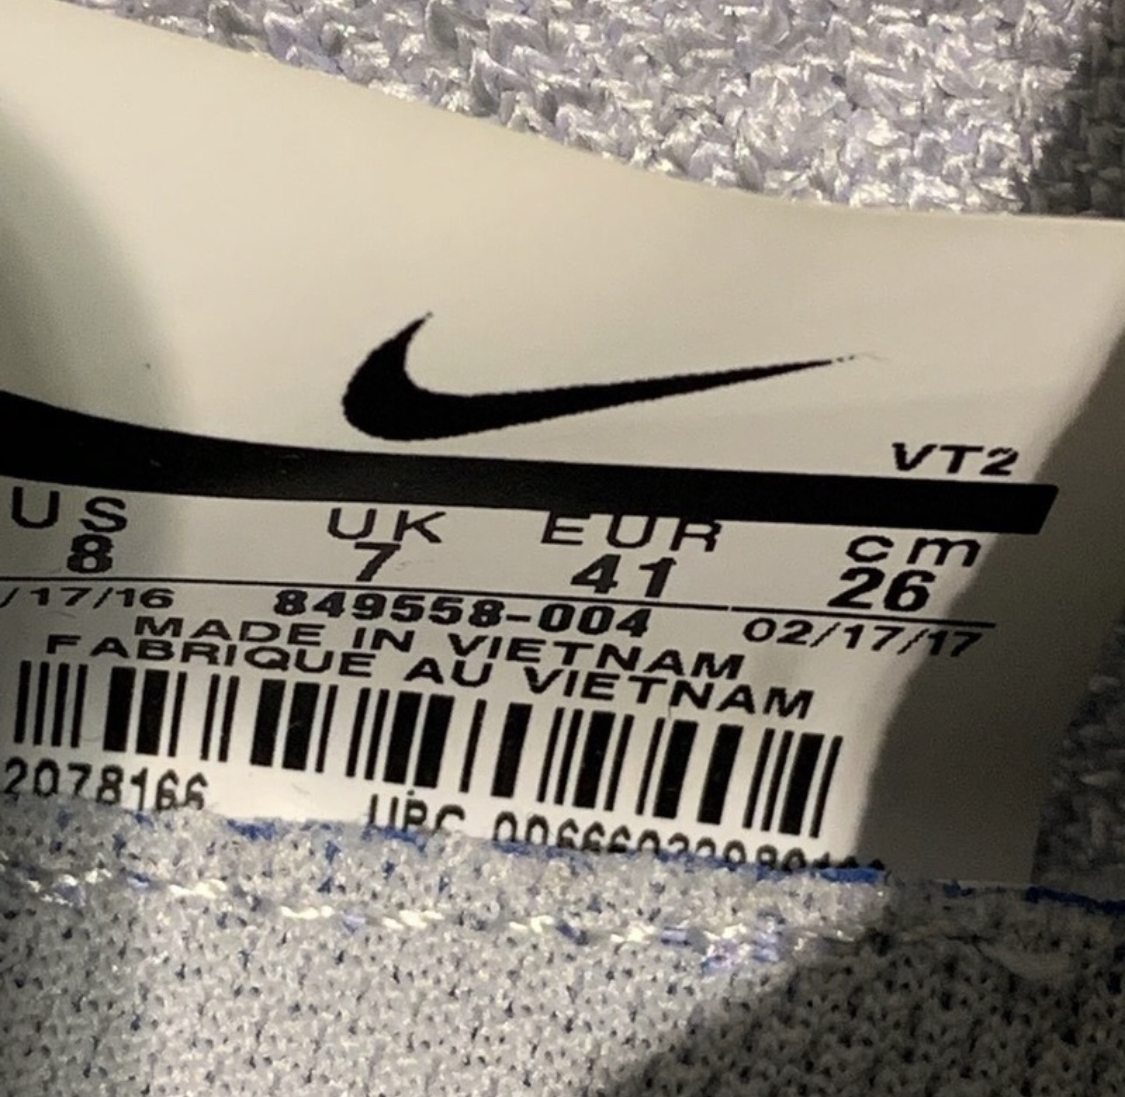 VT2
US UK EUR cm
8 7 41 26
/17/16 849558-004 02/17/17
MADE IN VIETNAM
FABRIQUE AU VIETNAM
2078166 UPC